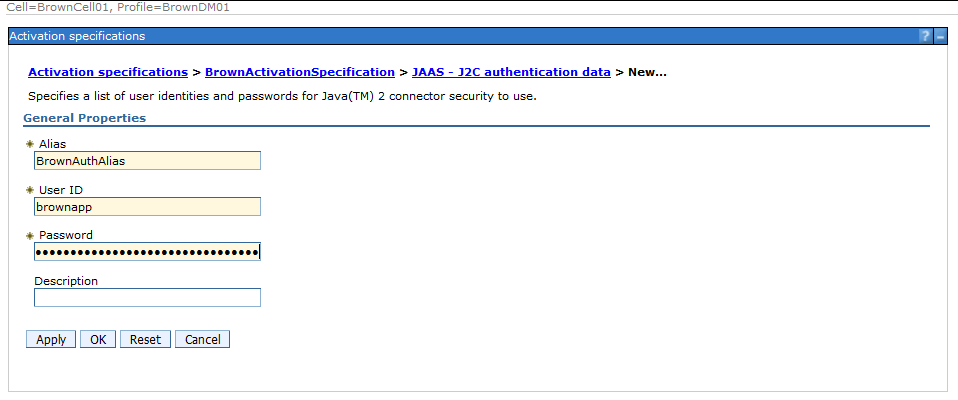 Cell=BrownCell01, Profile=BrownDM01
Activation specifications ? –
Activation specifications > BrownActivationSpecification > JAAS - J2C authentication data > New...
Specifies a list of user identities and passwords for Java(TM) 2 connector security to use.
General Properties
Alias
BrownAuthAlias
User ID
brownapp
Password
••••••••••••••••••••••••••••••••
Description
Apply OK Reset Cancel